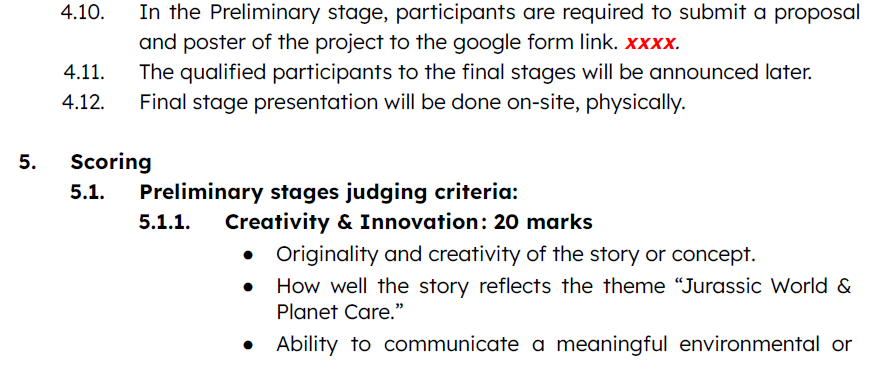 4.10. In the Preliminary stage, participants are required to submit a proposal
and poster of the project to the google form link. xxxx.
4.11. The qualified participants to the final stages will be announced later.
4.12. Final stage presentation will be done on-site, physically.
5. Scoring
5.1. Preliminary stages judging criteria:
5.1.1. Creativity & Innovation: 20 marks
● Originality and creativity of the story or concept.
● How well the story reflects the theme “Jurassic World &
Planet Care.”
● Ability to communicate a meaningful environmental or